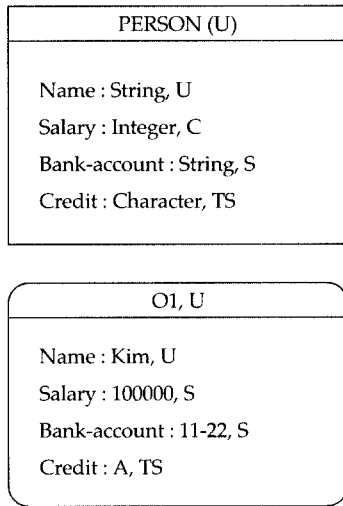 PERSON (U)
Name : String, U
Salary : Integer, C
Bank-account : String, S
Credit : Character, TS
O1, U
Name : Kim, U
Salary : 100000, S
Bank-account : 11-22, S
Credit : A, TS